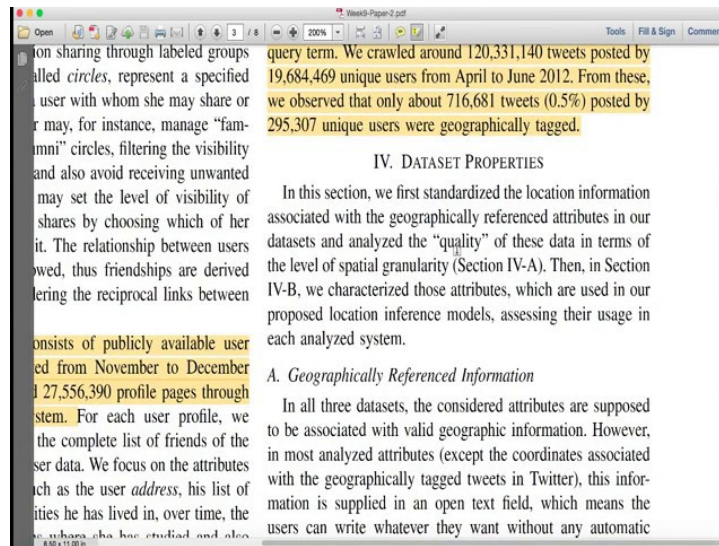 Week9-Paper-2.pdf
Open
3 / 8
200%
Tools
Fill & Sign
Comment
ion sharing through labeled groups
alled circles, represent a specified
user with whom she may share or
r may, for instance, manage “fam-
mni” circles, filtering the visibility
and also avoid receiving unwanted
may set the level of visibility of
shares by choosing which of her
it. The relationship between users
owed, thus friendships are derived
dering the reciprocal links between
onsists of publicly available user
ed from November to December
27,556,390 profile pages through
stem. For each user profile, we
the complete list of friends of the
ser data. We focus on the attributes
ch as the user address, his list of
ities he has lived in, over time, the
where she has studied and also
8.50 x 11.00 in
query term. We crawled around 120,331,140 tweets posted by
19,684,469 unique users from April to June 2012. From these,
we observed that only about 716,681 tweets (0.5%) posted by
295,307 unique users were geographically tagged.
IV. DATASET PROPERTIES
In this section, we first standardized the location information
associated with the geographically referenced attributes in our
datasets and analyzed the “quality” of these data in terms of
the level of spatial granularity (Section IV-A). Then, in Section
IV-B, we characterized those attributes, which are used in our
proposed location inference models, assessing their usage in
each analyzed system.
A. Geographically Referenced Information
In all three datasets, the considered attributes are supposed
to be associated with valid geographic information. However,
in most analyzed attributes (except the coordinates associated
with the geographically tagged tweets in Twitter), this infor-
mation is supplied in an open text field, which means the
users can write whatever they want without any automatic